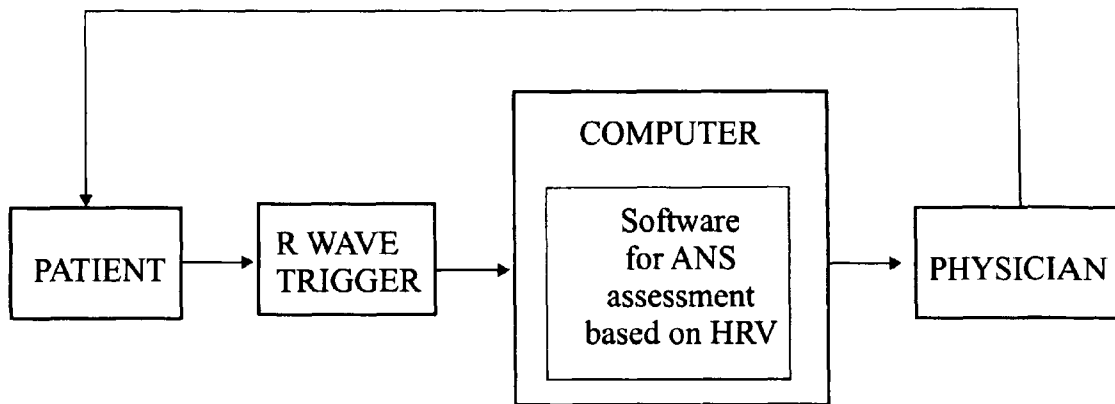 PATIENT
R WAVE
TRIGGER
COMPUTER
Software
for ANS
assessment
based on HRV
PHYSICIAN